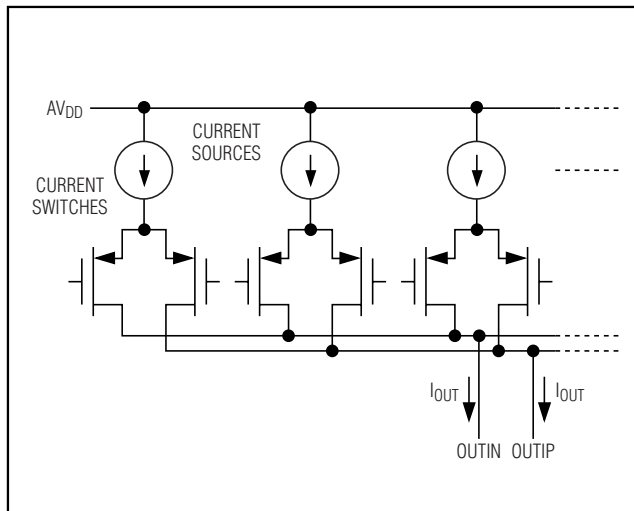 AVDD
CURRENT
SOURCES
CURRENT
SWITCHES
IOUT
IOUT
OUTIN OUTIP